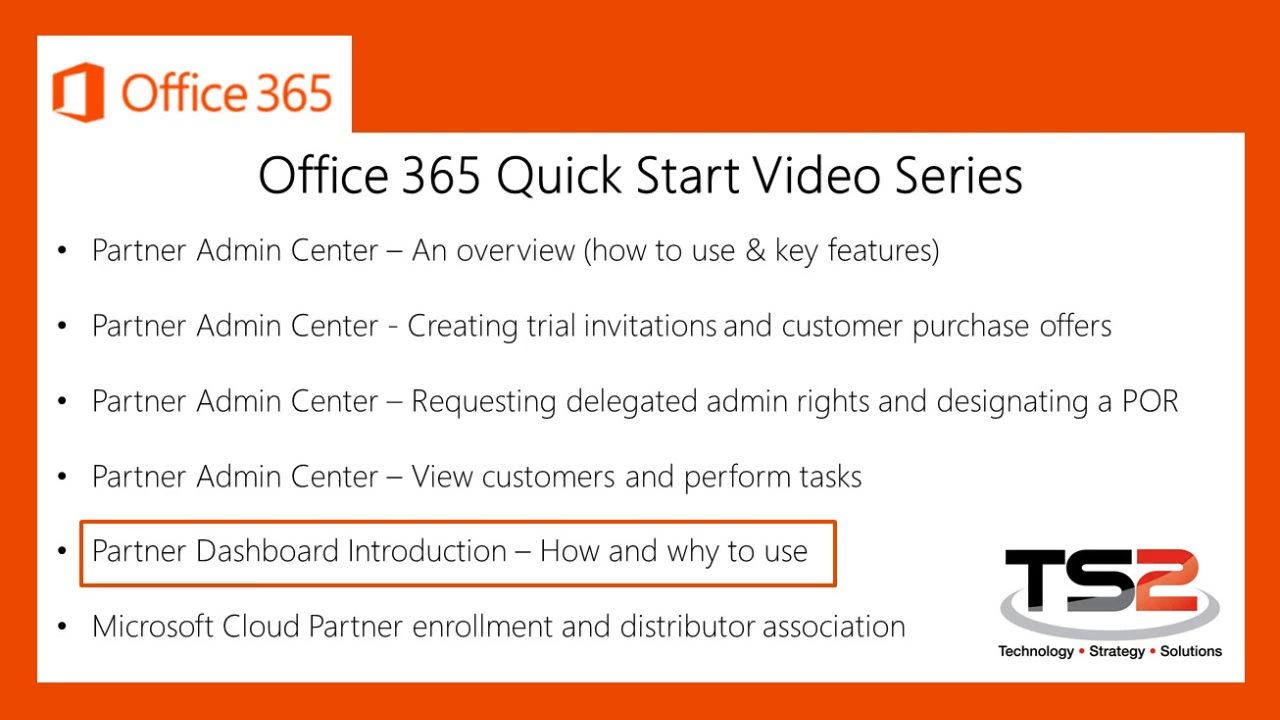 Office 365
Office 365 Quick Start Video Series
• Partner Admin Center – An overview (how to use & key features)
• Partner Admin Center - Creating trial invitations and customer purchase offers
• Partner Admin Center – Requesting delegated admin rights and designating a POR
• Partner Admin Center – View customers and perform tasks
• Partner Dashboard Introduction – How and why to use
• Microsoft Cloud Partner enrollment and distributor association
TS2
Technology • Strategy • Solutions